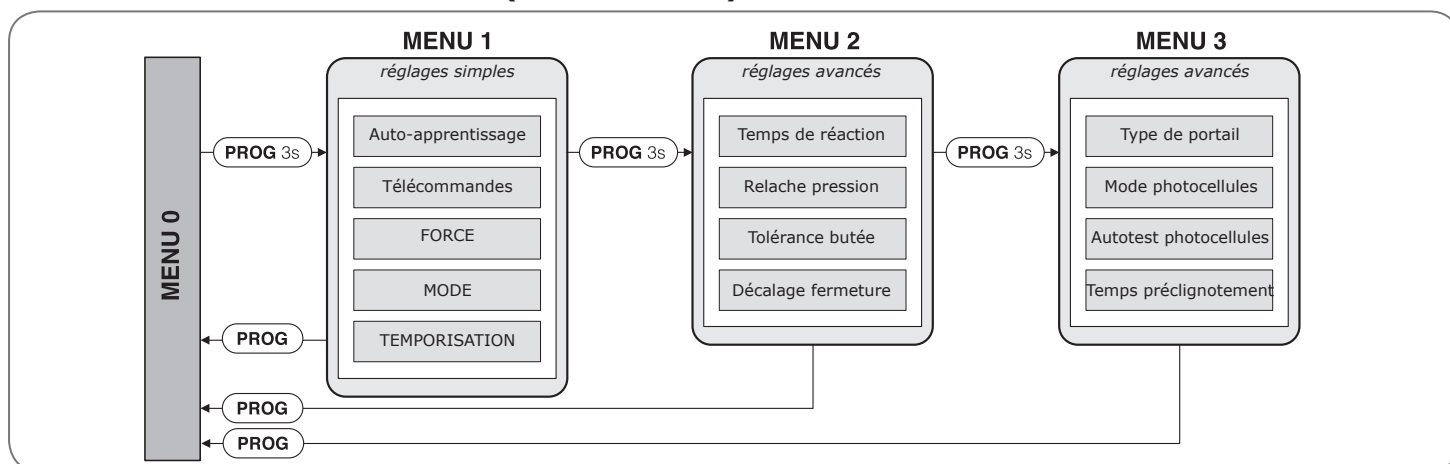 MENU 0
PROG 3s
PROG
PROG
PROG
MENU 1
réglages simples
Auto-apprentissage
Télécommandes
FORCE
MODE
TEMPORISATION
PROG 3s
MENU 2
réglages avancés
Temps de réaction
Relache pression
Tolérance butée
Décalage fermeture
PROG 3s
MENU 3
réglages avancés
Type de portail
Mode photocellules
Autotest photocellules
Temps préclignotement